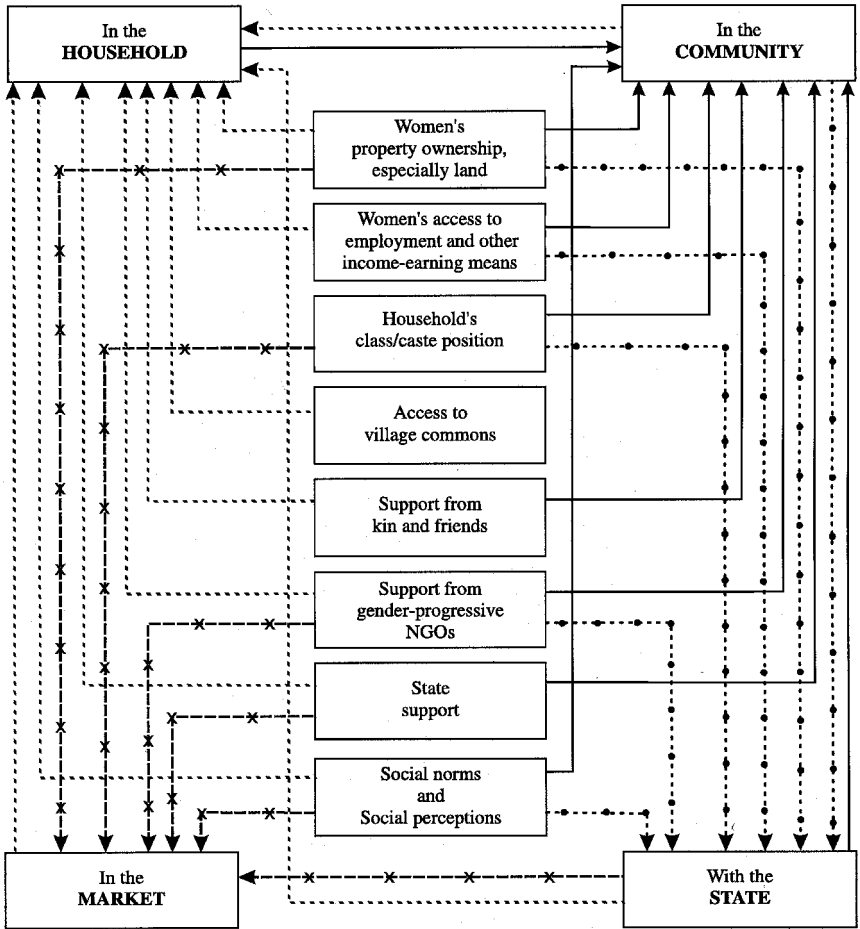 In the
HOUSEHOLD
In the
COMMUNITY
Women's
property ownership,
especially land
Women's access to
employment and other
income-earning means
Household's
class/caste position
Access to
village commons
Support from
kin and friends
Support from
gender-progressive
NGOs
State
support
Social norms
and
Social perceptions
In the
MARKET
With the
STATE